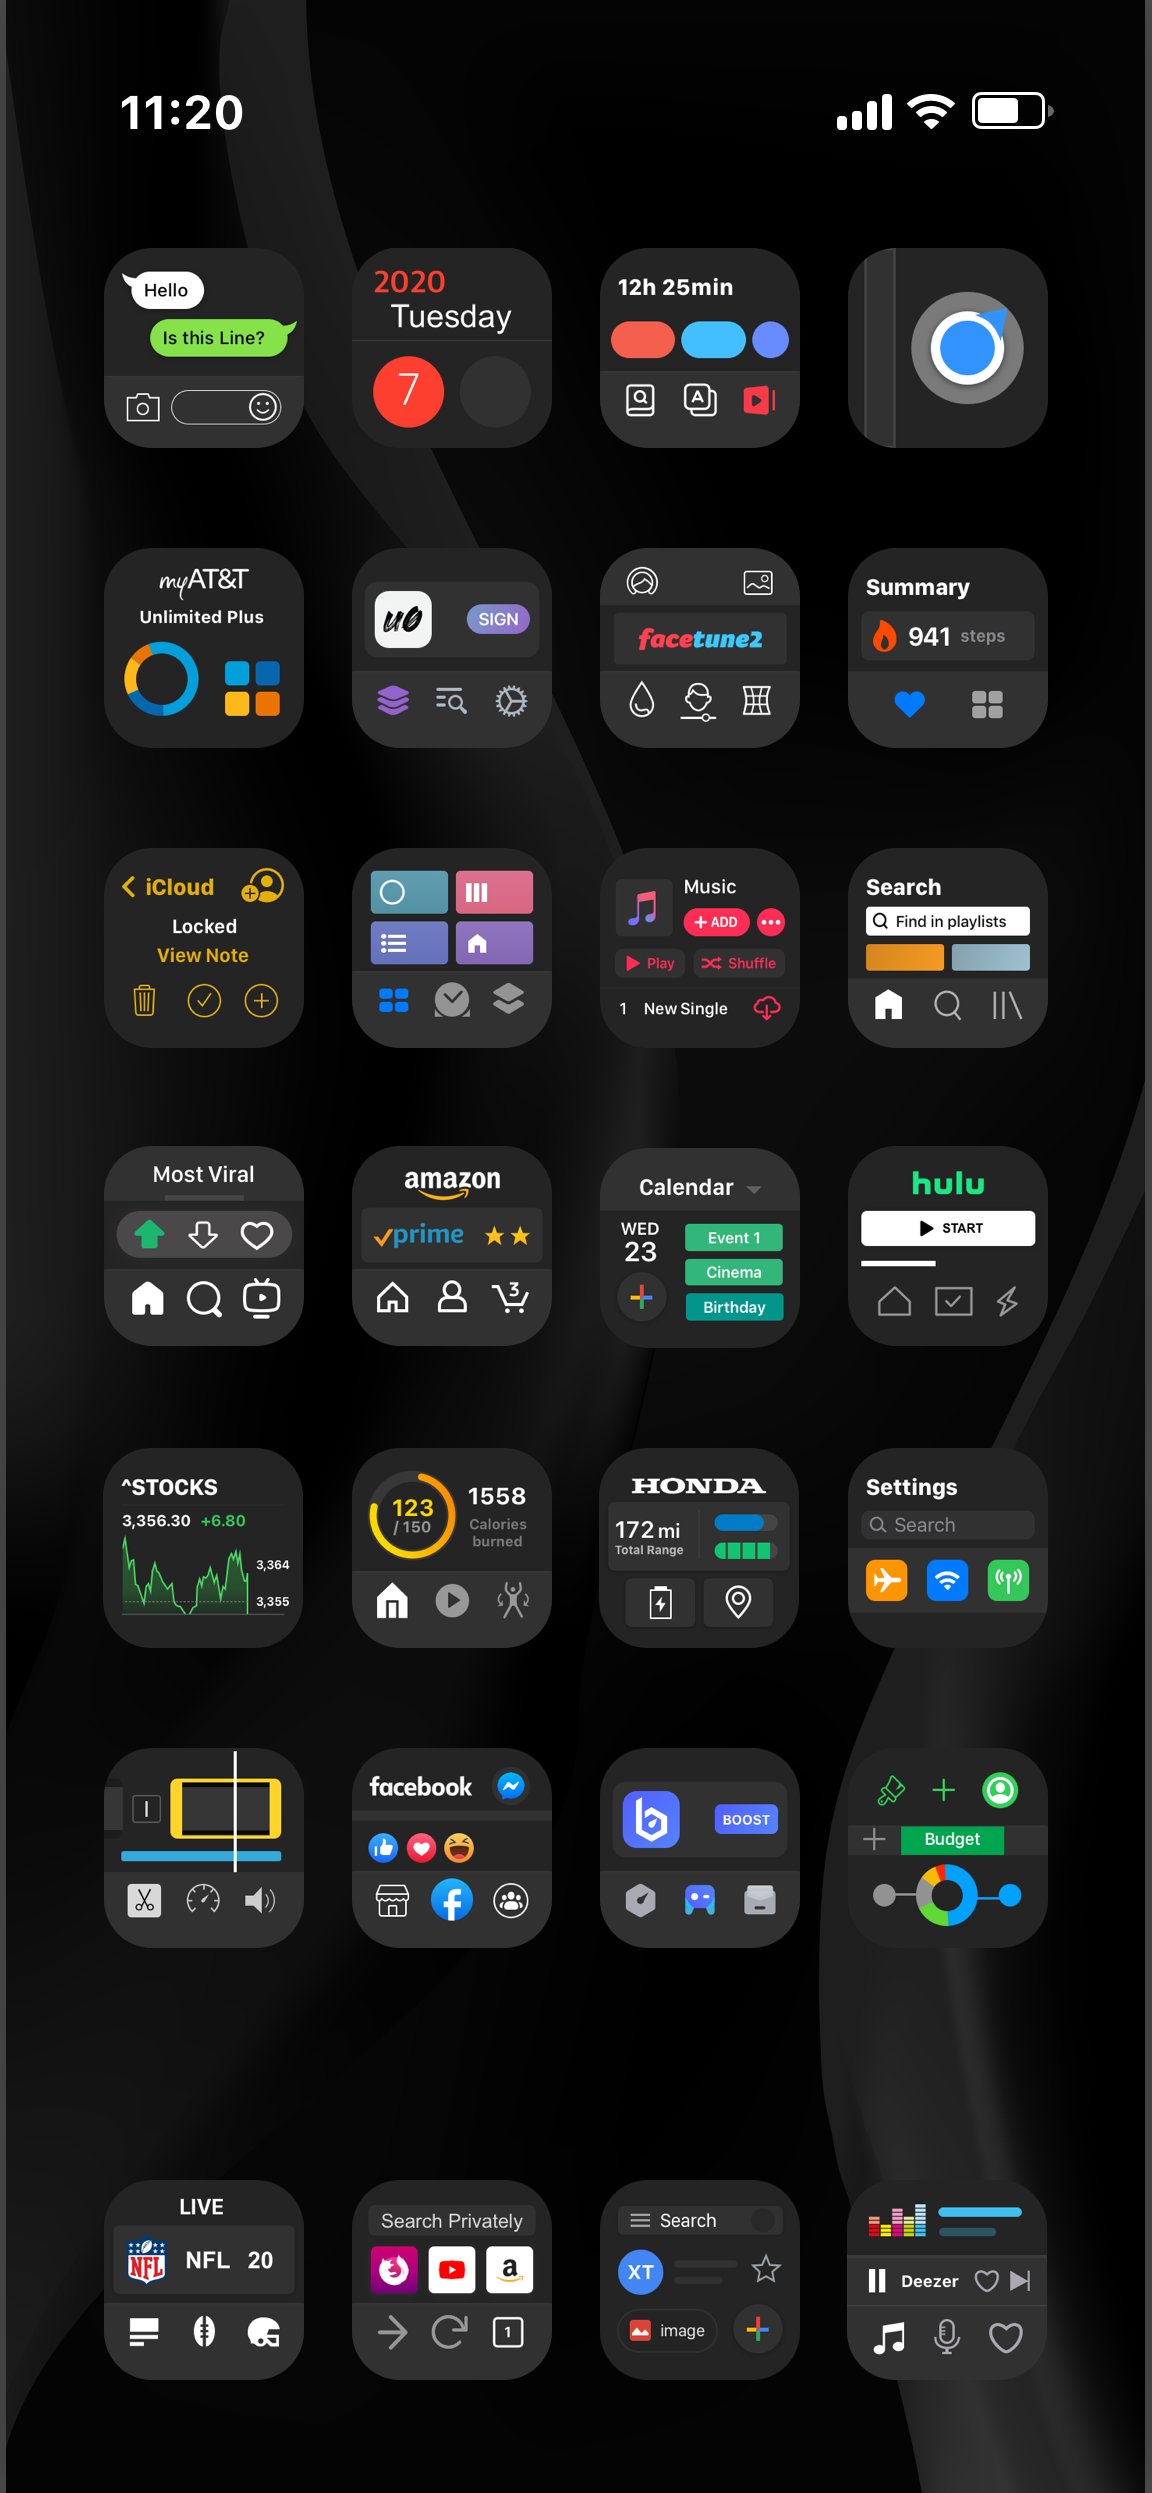 11:20
Hello
Is this Line?
2020
Tuesday
7
12h 25min
A
myAT&T
Unlimited Plus
uO
SIGN
facetune2
Summary
941 steps
iCloud
Locked
View Note
Music
+ ADD
Play
Shuffle
1 New Single
Search
Find in playlists
Most Viral
amazon
prime
3
Calendar
WED
23
Event 1
Cinema
Birthday
hulu
START
^STOCKS
3,356.30 +6.80
3,364
3,355
123
/ 150
1558
Calories
burned
HONDA
172 mi
Total Range
Settings
Search
facebook
f
b
BOOST
Budget
LIVE
NFL
NFL 20
Search Privately
a
1
Search
XT
image
Deezer